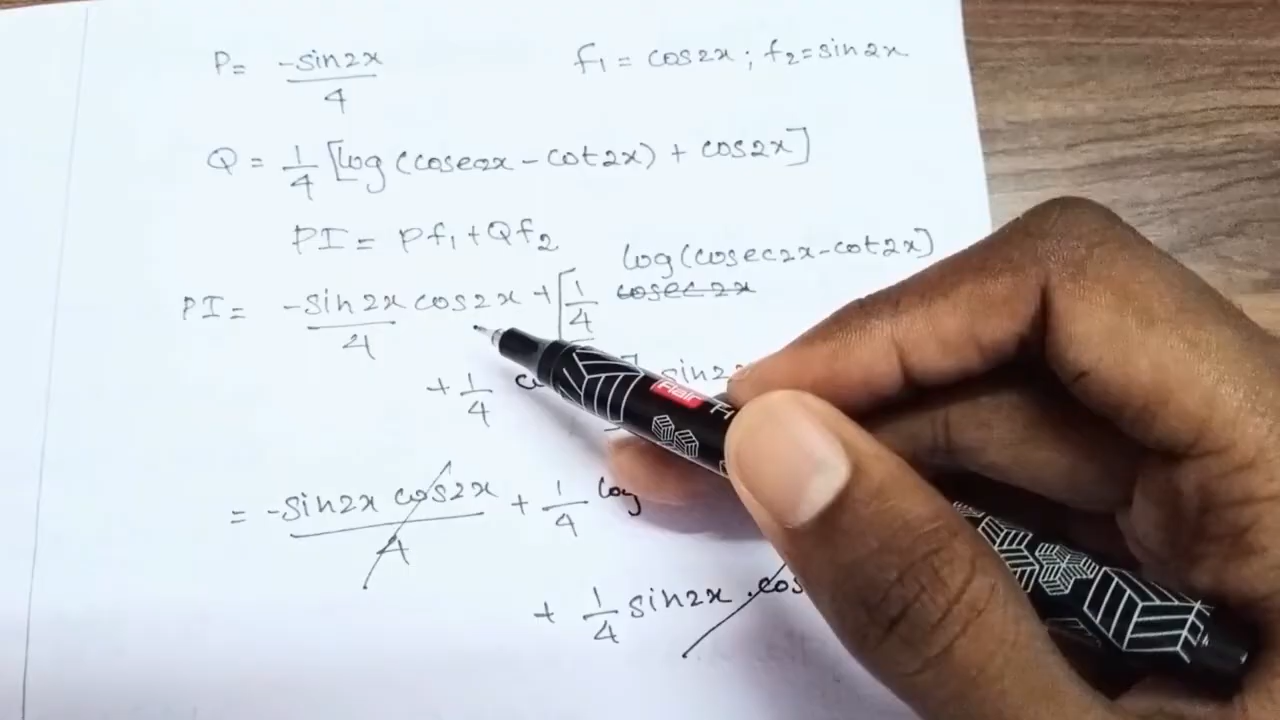 P = -sin2x / 4 f₁ = cos2x ; f₂ = sin2x
Q = 1/4 [log (cosec2x - cot2x) + cos2x]
PI = Pf₁ + Qf₂
log (cosec2x - cot2x)
PI = -sin2x / 4 cos2x + [1/4 cosec2x
+ 1/4 sin2
= -sin2x cos2x / 4 + 1/4 log
+ 1/4 sin2x . cos
Flair